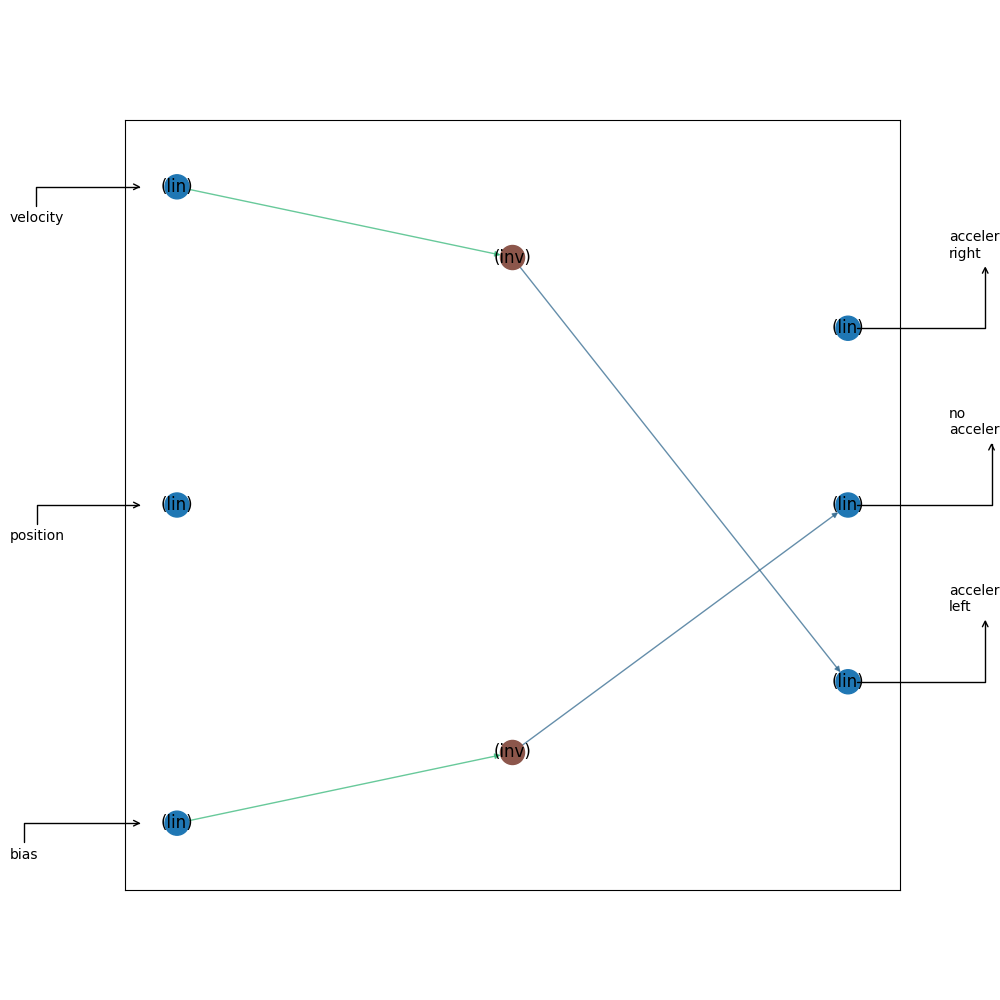 (lin)
velocity
acceler
right
(inv)
(lin)
no
acceler
(lin)
position
(lin)
acceler
left
(lin)
(inv)
(lin)
bias